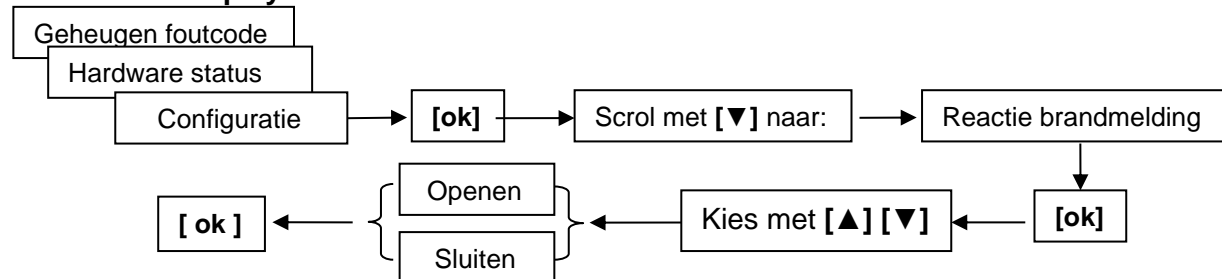 Geheugen foutcode
Hardware status
Configuratie
[ok]
Scrol met [▼] naar:
Reactie brandmelding
[ok]
Kies met [▲] [▼]
Openen
Sluiten
[ ok ]